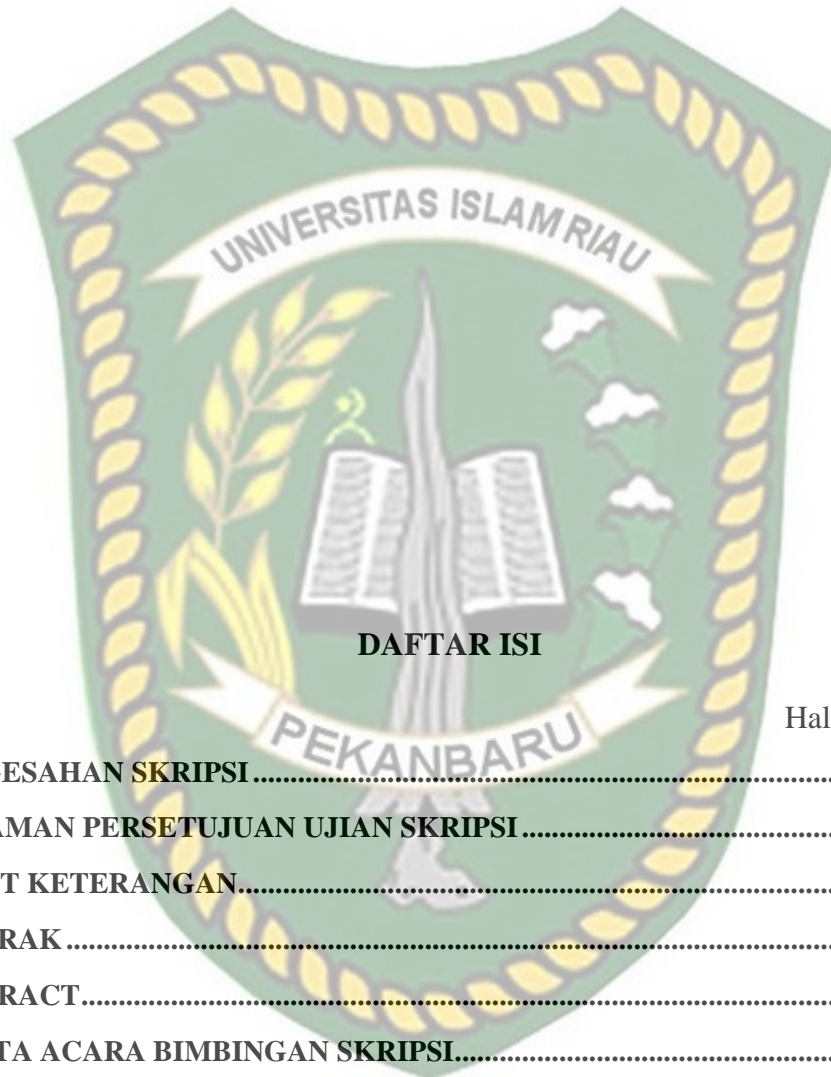 UNIVERSITAS ISLAM RIAU
DAFTAR ISI
Hal
PEKANBARU
ESAHAN SKRIPSI................................................................................
AMAN PERSETUJUAN UJIAN SKRIPSI..........................................
T KETERANGAN................................................................................
RAK................................................................................
RACT................................................................................
TA ACARA BIMBINGAN SKRIPSI..................................................